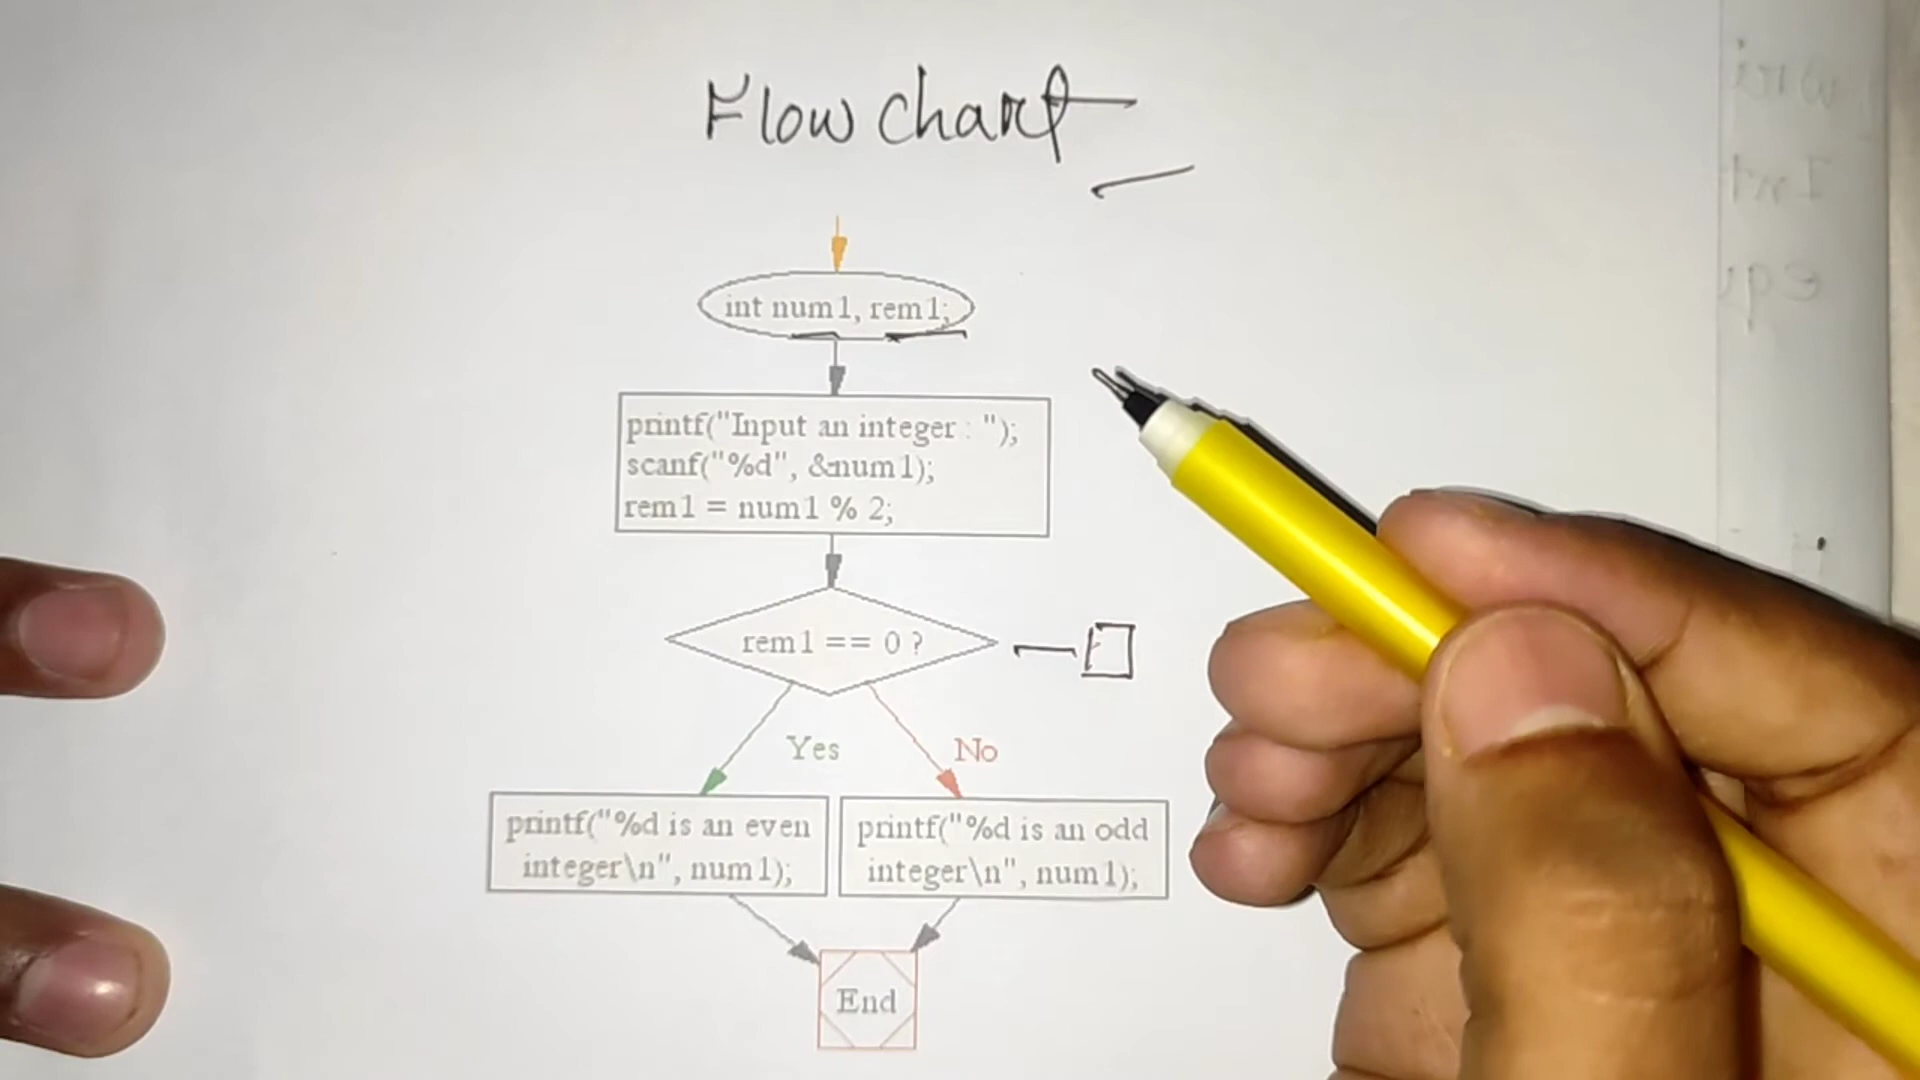 Flow chart
int num1, rem1;
printf("Input an integer : ");
scanf("%d", &num1);
rem1 = num1 % 2;
rem1 == 0 ?
Yes
No
printf("%d is an even
integer\n", num1);
printf("%d is an odd
integer\n", num1);
End